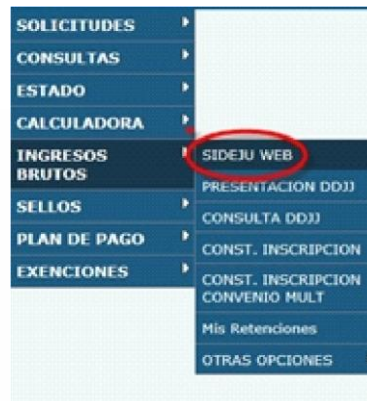 SOLICITUDES
CONSULTAS
ESTADO
CALCULADORA
INGRESOS
BRUTOS
SELLOS
PLAN DE PAGO
EXENCIONES
SIDEJU WEB
PRESENTACION DDJJ
CONSULTA DDJJ
CONST. INSCRIPCION
CONST. INSCRIPCION
CONVENIO MULT
Mis Retenciones
OTRAS OPCIONES